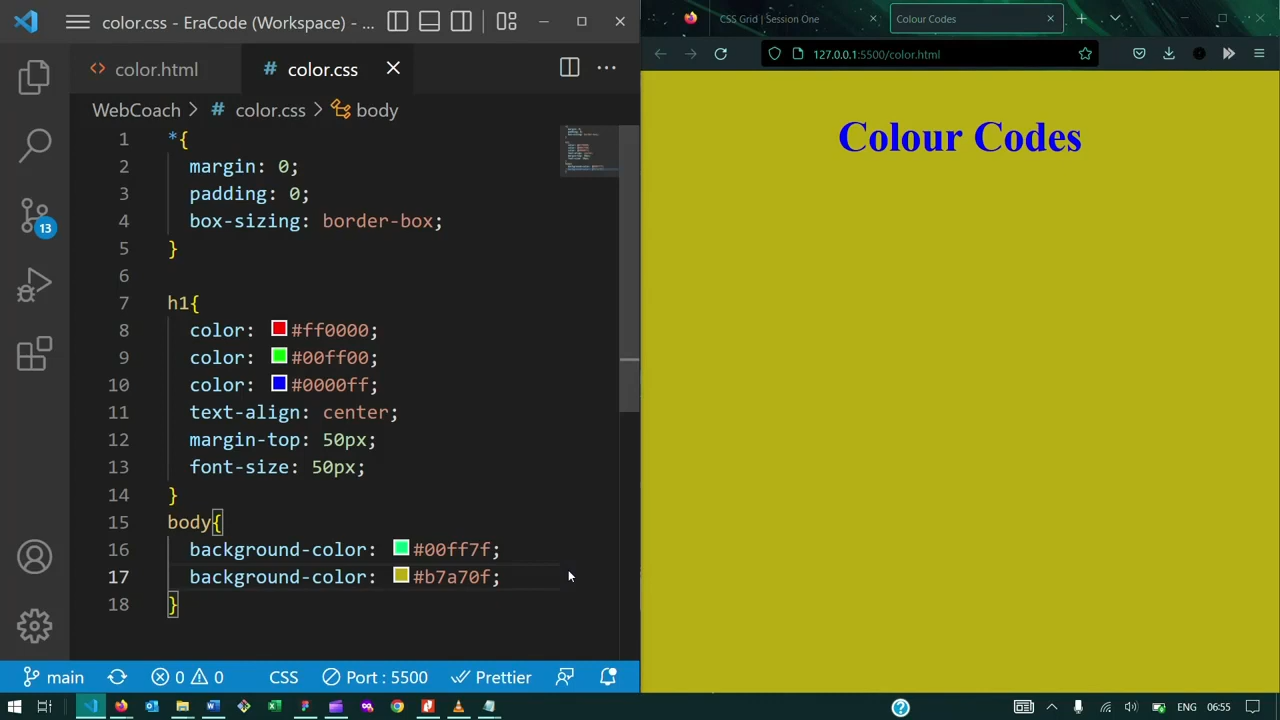 color.css - EraCode (Workspace) - ...
color.html
# color.css
WebCoach > # color.css > body
1 *{
2 margin: 0;
3 padding: 0;
4 box-sizing: border-box;
5 }
6
7 h1{
8 color: #ff0000;
9 color: #00ff00;
10 color: #0000ff;
11 text-align: center;
12 margin-top: 50px;
13 font-size: 50px;
14 }
15 body{
16 background-color: #00ff7f;
17 background-color: #b7a70f;
18 }
13
main
0 0
CSS
Port : 5500
Prettier
CSS Grid | Session One
Colour Codes
127.0.0.1:5500/color.html
Colour Codes
ENG
06:55